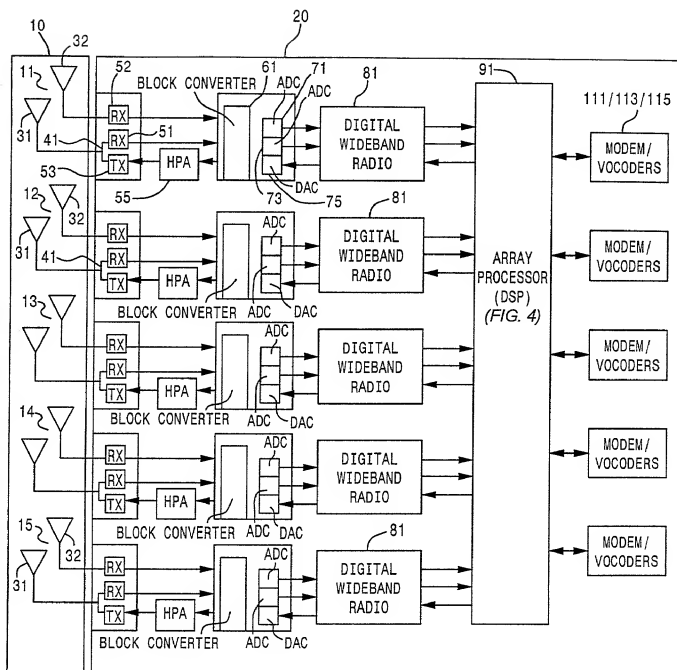 10
20
32
11
52
BLOCK CONVERTER
61
ADC
71
81
91
111/113/115
ADC
RX
31
41
51
RX
TX
53
HPA
55
DAC
73
75
DIGITAL
WIDEBAND
RADIO
MODEM/
VOCODERS
12
32
31
41
RX
RX
TX
HPA
BLOCK CONVERTER
ADC
ADC
DAC
81
DIGITAL
WIDEBAND
RADIO
ARRAY
PROCESSOR
(DSP)
(FIG. 4)
MODEM/
VOCODERS
13
RX
RX
TX
HPA
BLOCK CONVERTER
ADC
ADC
DAC
DIGITAL
WIDEBAND
RADIO
MODEM/
VOCODERS
14
RX
RX
TX
HPA
BLOCK CONVERTER
ADC
ADC
DAC
DIGITAL
WIDEBAND
RADIO
MODEM/
VOCODERS
15
32
31
RX
RX
TX
HPA
BLOCK CONVERTER
ADC
ADC
DAC
81
DIGITAL
WIDEBAND
RADIO
MODEM/
VOCODERS